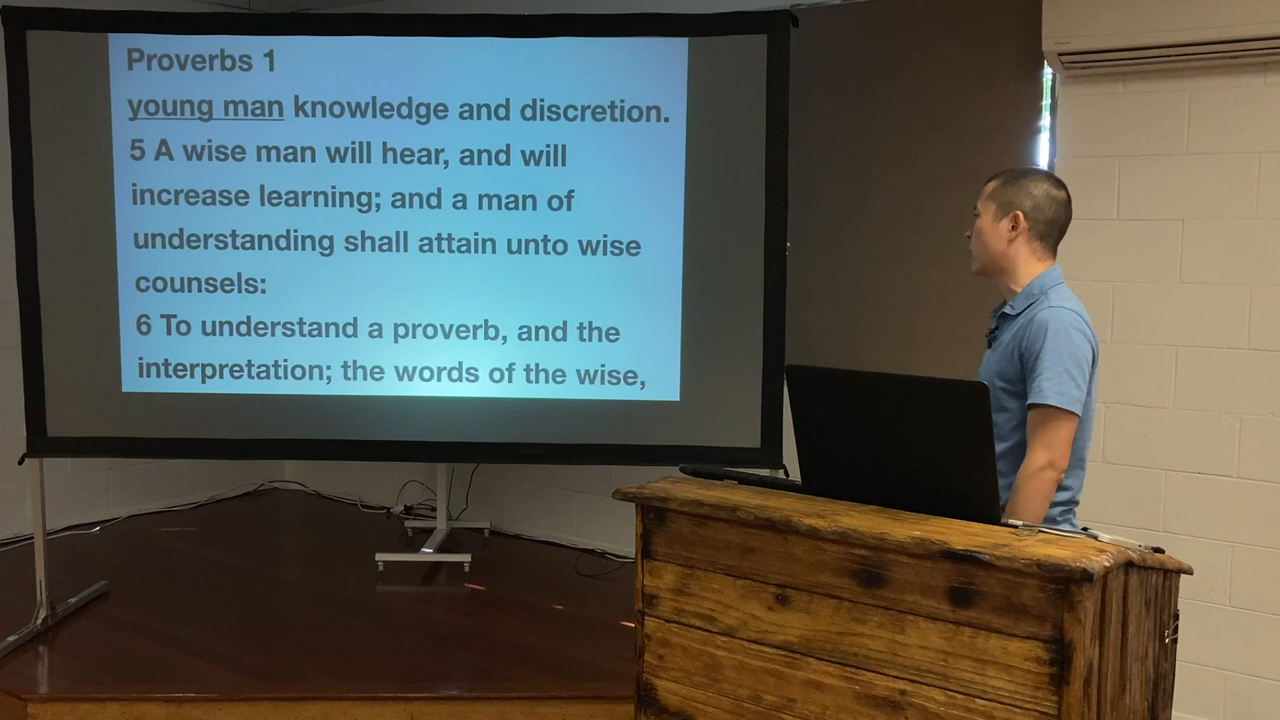 Proverbs 1
young man knowledge and discretion.
5 A wise man will hear, and will
increase learning; and a man of
understanding shall attain unto wise
counsels:
6 To understand a proverb, and the
interpretation; the words of the wise,